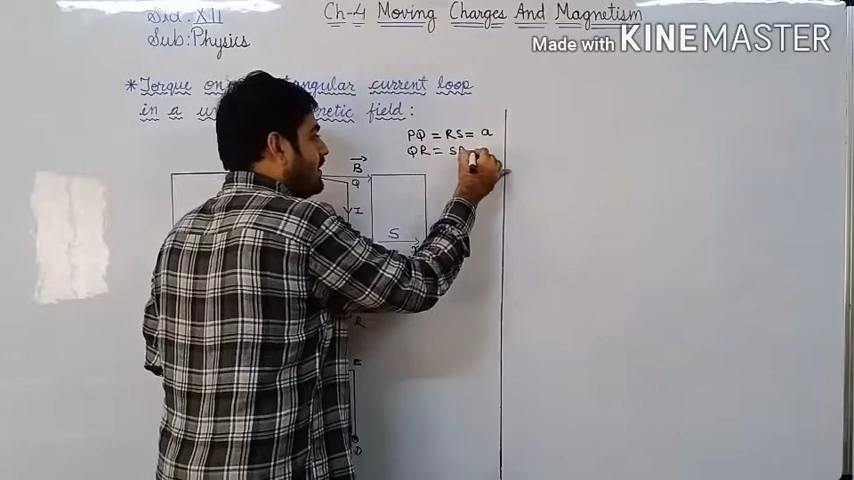 Std. XII
Sub: Physics
Ch-4 Moving Charges And Magnetism
Made with KINEMASTER
* Torque on rectangular current loop
in a magnetic field :
PQ = RS = a
QR = SP
B
Q
I
S
R
E